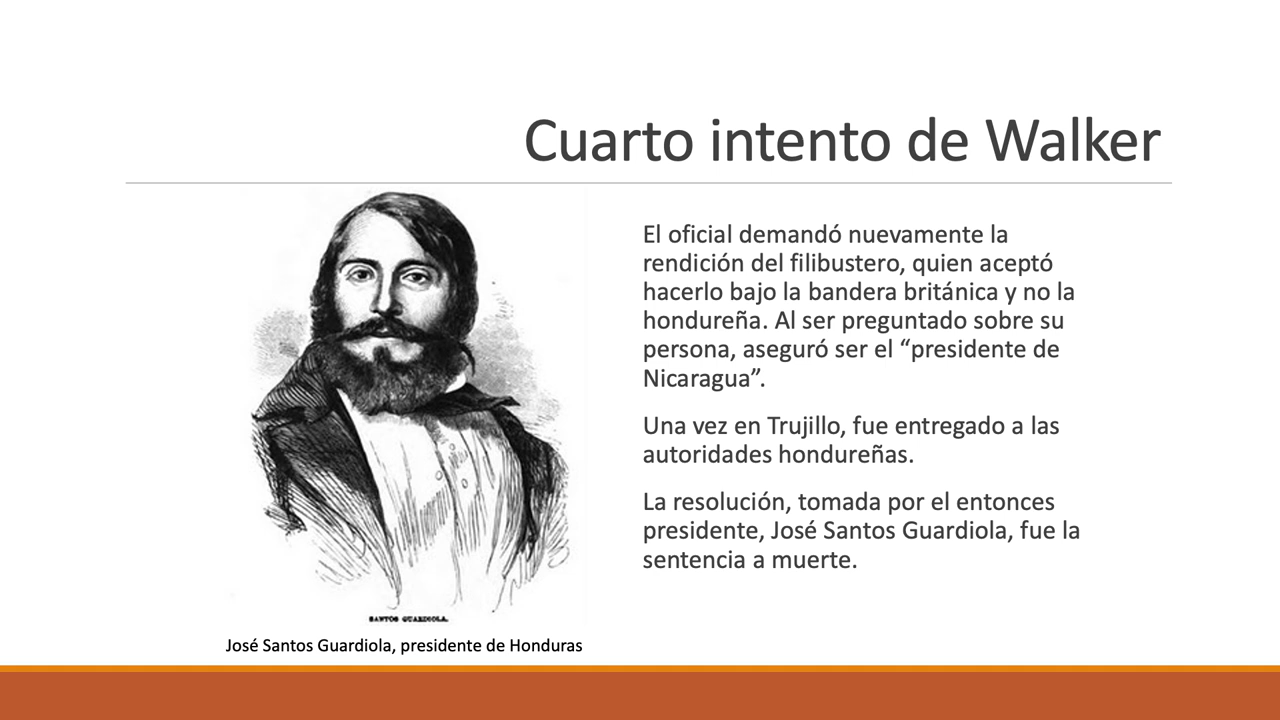 Cuarto intento de Walker
El oficial demandó nuevamente la
rendición del filibustero, quien aceptó
hacerlo bajo la bandera británica y no la
hondureña. Al ser preguntado sobre su
persona, aseguró ser el “presidente de
Nicaragua”.
Una vez en Trujillo, fue entregado a las
autoridades hondureñas.
La resolución, tomada por el entonces
presidente, José Santos Guardiola, fue la
sentencia a muerte.
SANTOS GUARDIOLA.
José Santos Guardiola, presidente de Honduras